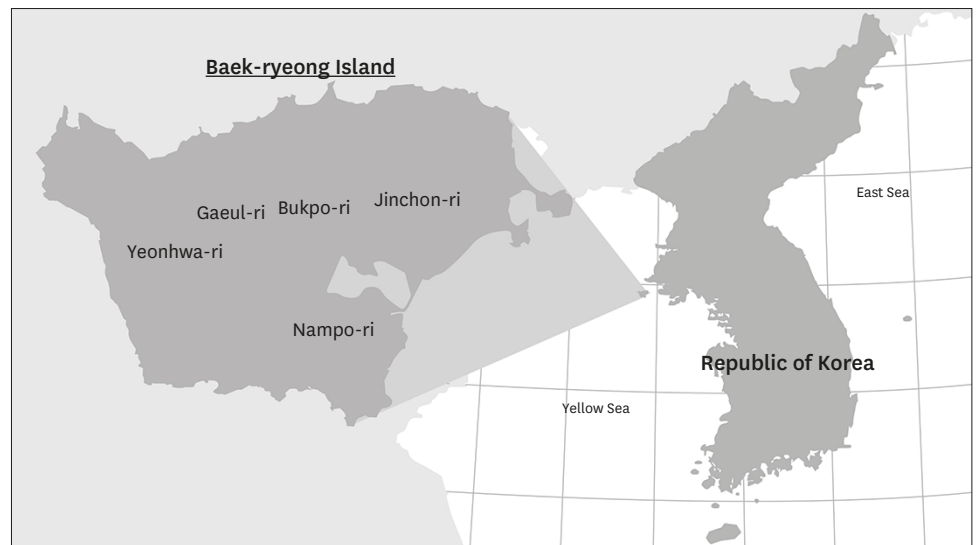 Baek-ryeong Island
Gaeul-ri
Bukpo-ri
Jinchon-ri
Yeonhwa-ri
Nampo-ri
East Sea
Republic of Korea
Yellow Sea